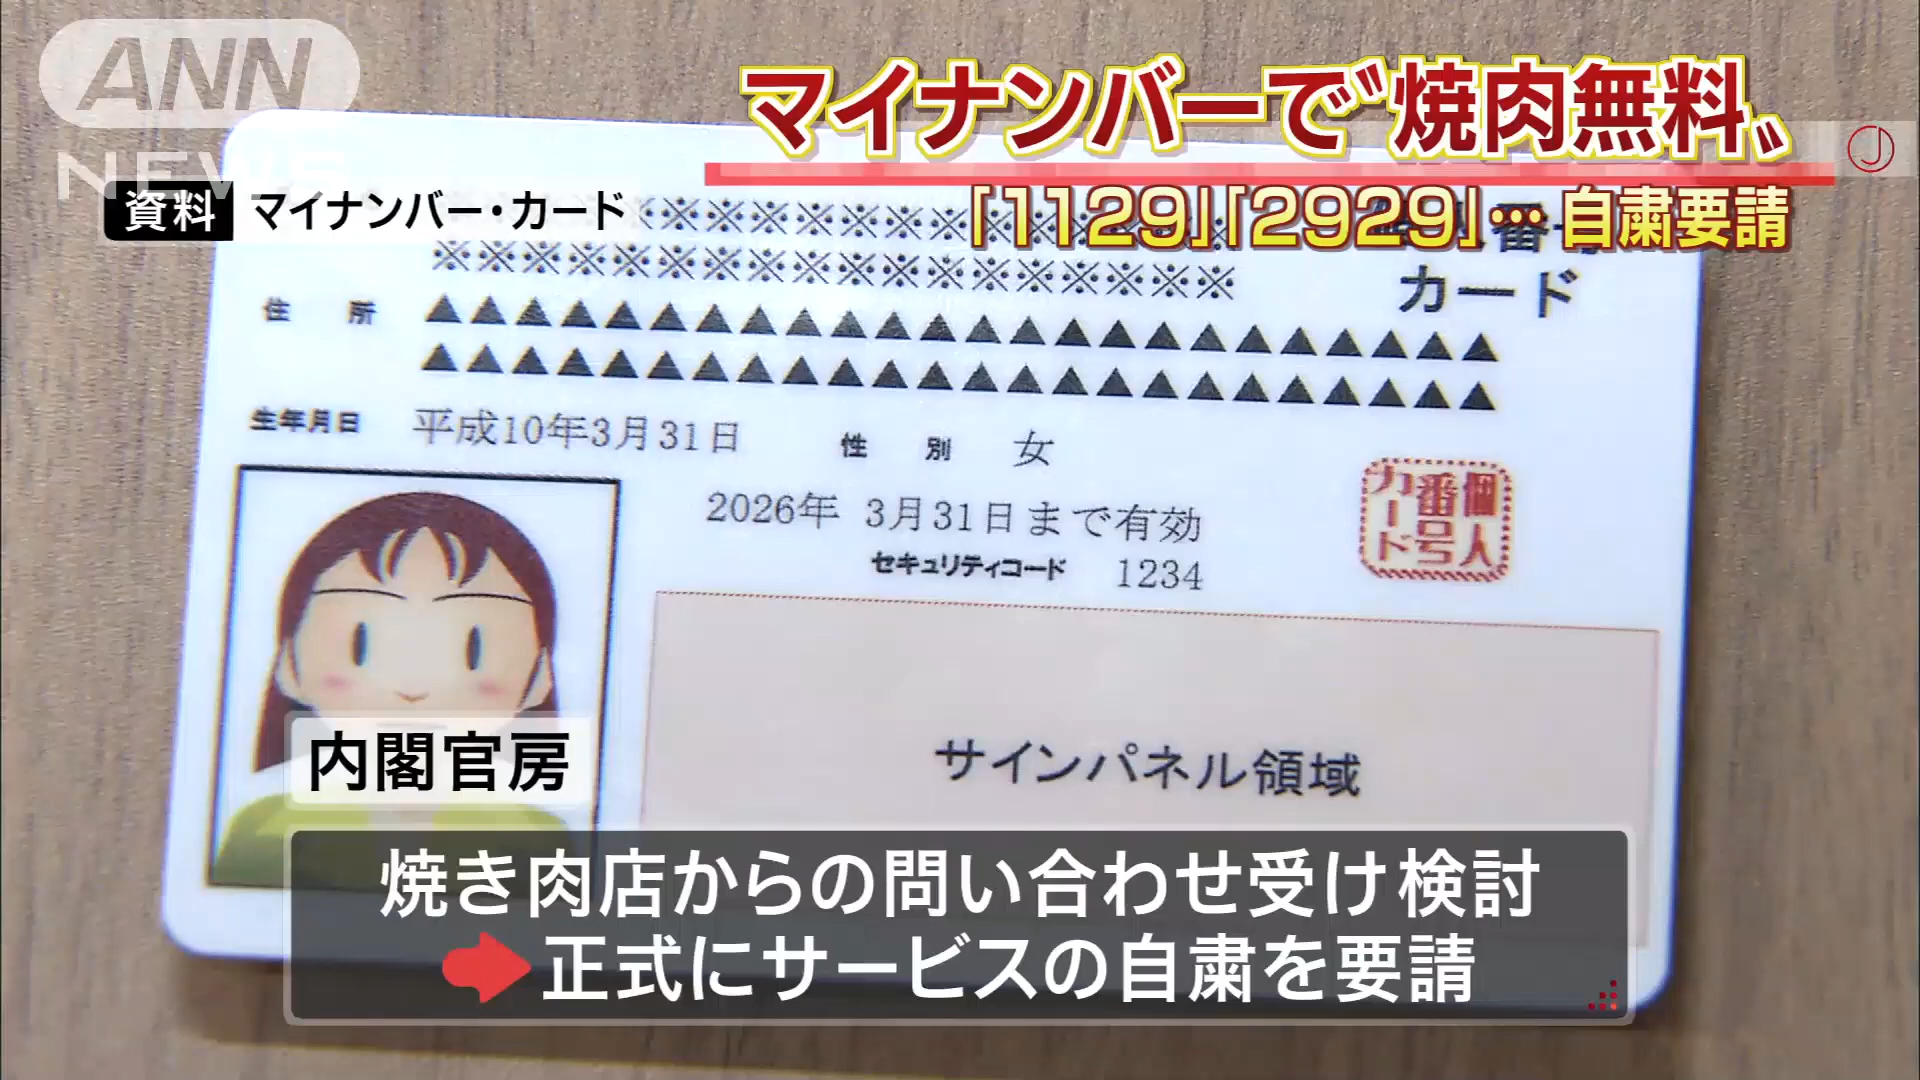 ANN
NEWS
マイナンバーで〝焼肉無料〟
「1129」「2929」… 自粛要請
資料 マイナンバー・カード
※※※※※※※※※※※※※
※※※※※※※※※※※※※※※※※※
カード
住 所 ▲▲▲▲▲▲▲▲▲▲▲▲▲▲▲▲▲▲▲▲▲▲▲▲
▲▲▲▲▲▲▲▲▲▲▲▲▲▲▲▲▲▲▲▲▲▲▲▲
生年月日 平成10年3月31日 性 別 女
2026年 3月31日まで有効
セキュリティコード 1234
個人
番号
カード
サインパネル領域
内閣官房
焼き肉店からの問い合わせ受け検討
正式にサービスの自粛を要請